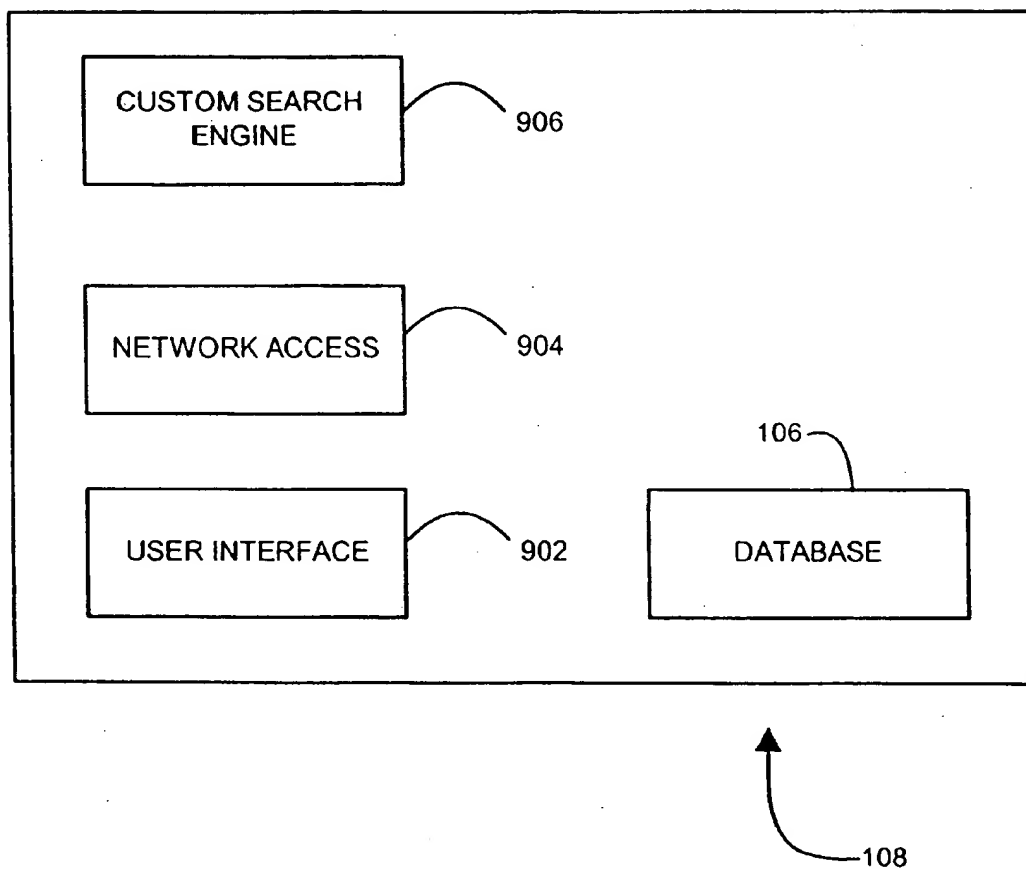 CUSTOM SEARCH
ENGINE
906
NETWORK ACCESS
904
106
USER INTERFACE
902
DATABASE
108